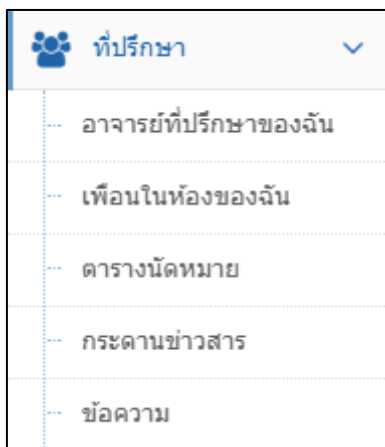 ที่ปรึกษา
อาจารย์ที่ปรึกษาของฉัน
เพื่อนในห้องของฉัน
ตารางนัดหมาย
กระดานข่าวสาร
ข้อความ